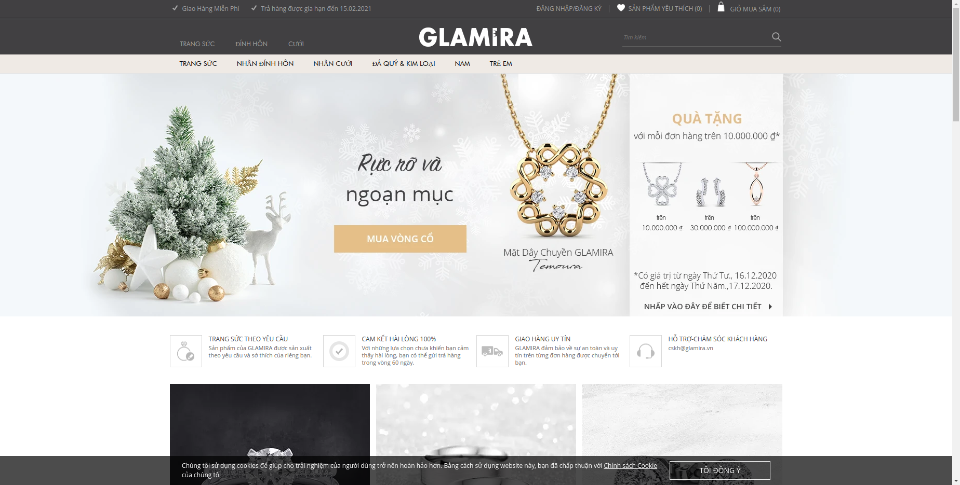 Giao Hàng Miễn Phí
Trả hàng được gia hạn đến 15.02.2021
ĐĂNG NHẬP/ĐĂNG KÝ | SẢN PHẨM YÊU THÍCH (0) | GIỎ MUA SẮM (0)
TRANG SỨC ĐÍNH HÔN CƯỚI
GLAMIRA
Tìm kiếm
TRANG SỨC NHẪN ĐÍNH HÔN NHẪN CƯỚI ĐÁ QUÝ & KIM LOẠI NAM TRẺ EM
Rực rỡ và
ngoạn mục
MUA VÒNG CỔ
Mặt Dây Chuyền GLAMIRA
Temoura
QUÀ TẶNG
với mỗi đơn hàng trên 10.000.000 ₫*
trên trên trên
10.000.000 ₫ 30.000.000 ₫ 100.000.000 ₫
*Có giá trị từ ngày Thứ Tư., 16.12.2020
đến hết ngày Thứ Năm.,17.12.2020.
NHẤP VÀO ĐÂY ĐỂ BIẾT CHI TIẾT
TRANG SỨC THEO YÊU CẦU
Sản phẩm của GLAMIRA được sản xuất
theo yêu cầu và sở thích của riêng bạn.
CAM KẾT HÀI LÒNG 100%
Với những lựa chọn chưa khiến bạn cảm
thấy hài lòng, bạn có thể gửi trả hàng
trong vòng 60 ngày.
GIAO HÀNG UY TÍN
GLAMIRA đảm bảo về sự an toàn và uy
tín trên từng đơn hàng được chuyển tới
bạn.
HỖ TRỢ CHĂM SÓC KHÁCH HÀNG
cskh@glamira.vn
Chúng tôi sử dụng cookies để giúp cho trải nghiệm của người dùng trở nên hoàn hảo hơn. Bằng cách sử dụng website này, bạn đã chấp thuận với Chính sách Cookie
của chúng tôi
TÔI ĐỒNG Ý